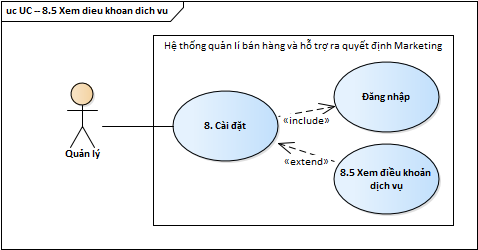 uc UC -- 8.5 Xem dieu khoan dich vu
Hệ thống quản lí bán hàng và hỗ trợ ra quyết định Marketing
Đăng nhập
8. Cài đặt
«include»
«extend»
Quản lý
8.5 Xem điều khoản
dịch vụ